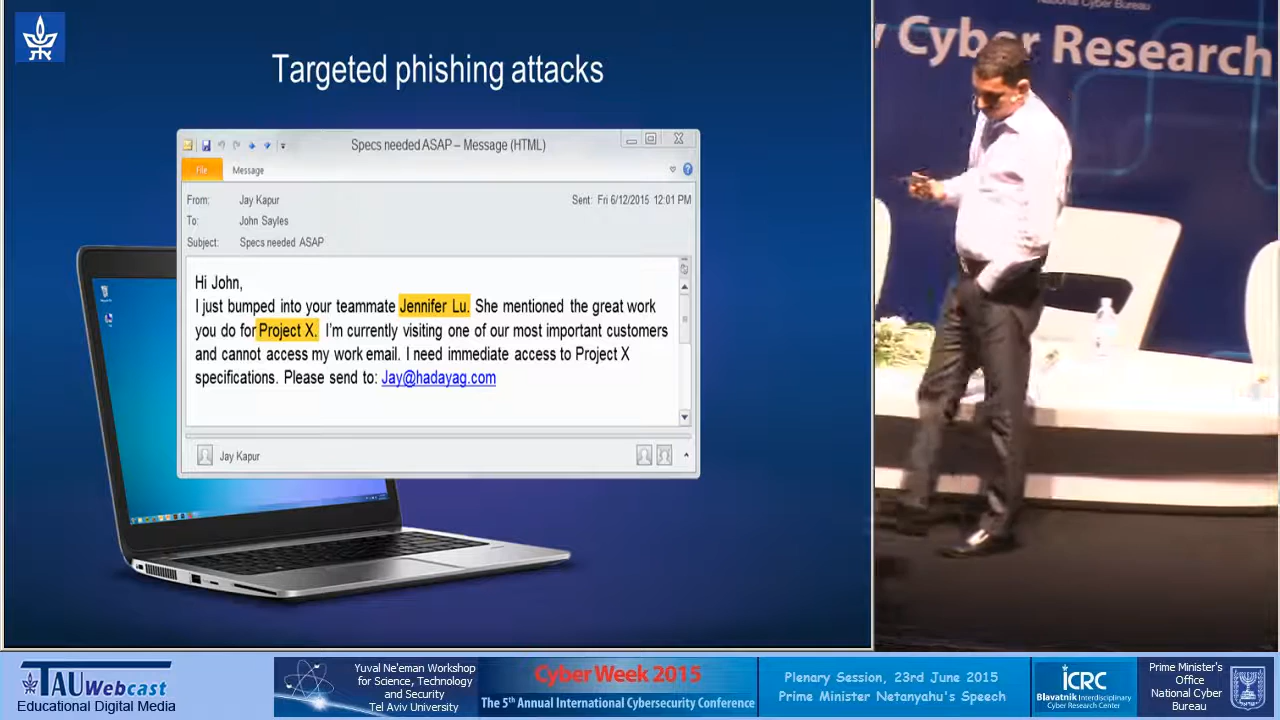 Targeted phishing attacks
Specs needed ASAP – Message (HTML)
File
Message
From:
Jay Kapur
Sent: Fri 6/12/2015 12:01 PM
To:
John Sayles
Subject:
Specs needed ASAP
Hi John,
I just bumped into your teammate Jennifer Lu. She mentioned the great work
you do for Project X. I'm currently visiting one of our most important customers
and cannot access my work email. I need immediate access to Project X
specifications. Please send to: Jay@hadayag.com
Jay Kapur
National Cyber Bureau
y Cyber Research
TAU Webcast
Educational Digital Media
Yuval Ne'eman Workshop
for Science, Technology
and Security
Tel Aviv University
Cyber Week 2015
The 5th Annual International Cybersecurity Conference
Plenary Session, 23rd June 2015
Prime Minister Netanyahu's Speech
ICRC
Blavatnik Interdisciplinary
Cyber Research Center
Prime Minister's
Office
National Cyber
Bureau